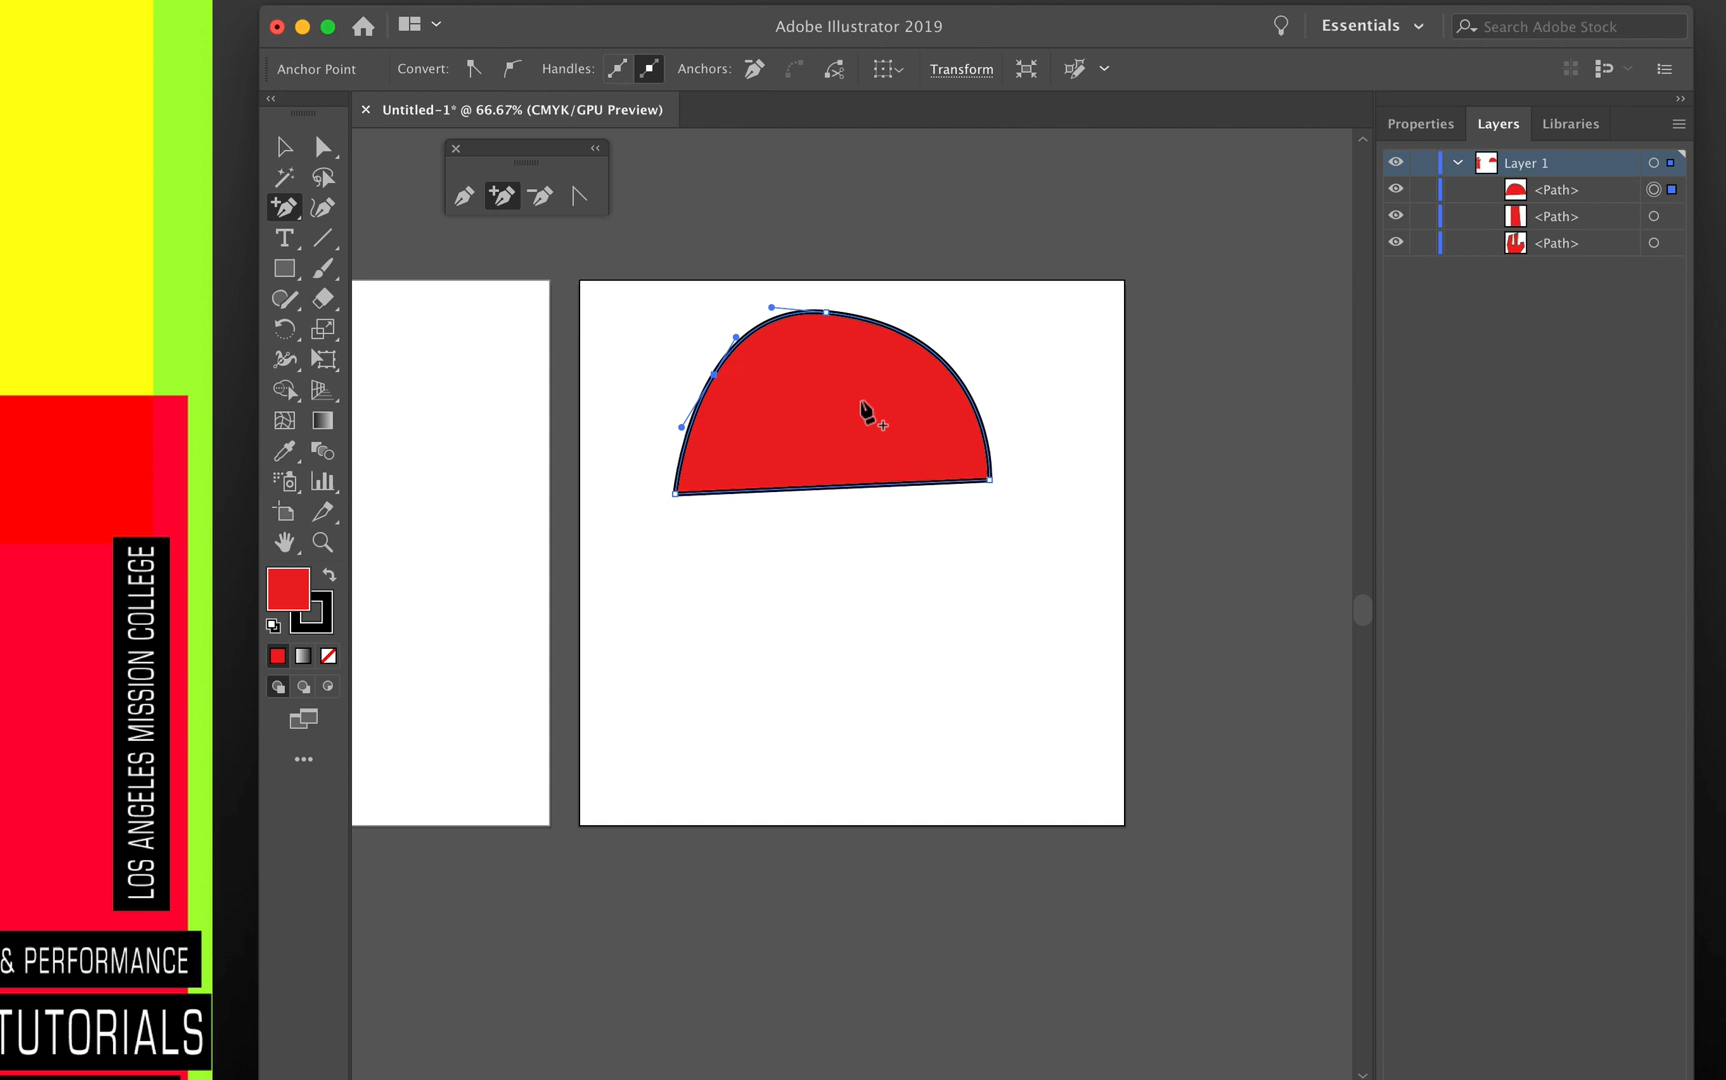 Adobe Illustrator 2019
Essentials
Search Adobe Stock
Anchor Point
Convert:
Handles:
Anchors:
Transform
Untitled-1* @ 66.67% (CMYK/GPU Preview)
Properties
Layers
Libraries
Layer 1
<Path>
<Path>
<Path>
LOS ANGELES MISSION COLLEGE
& PERFORMANCE
TUTORIALS